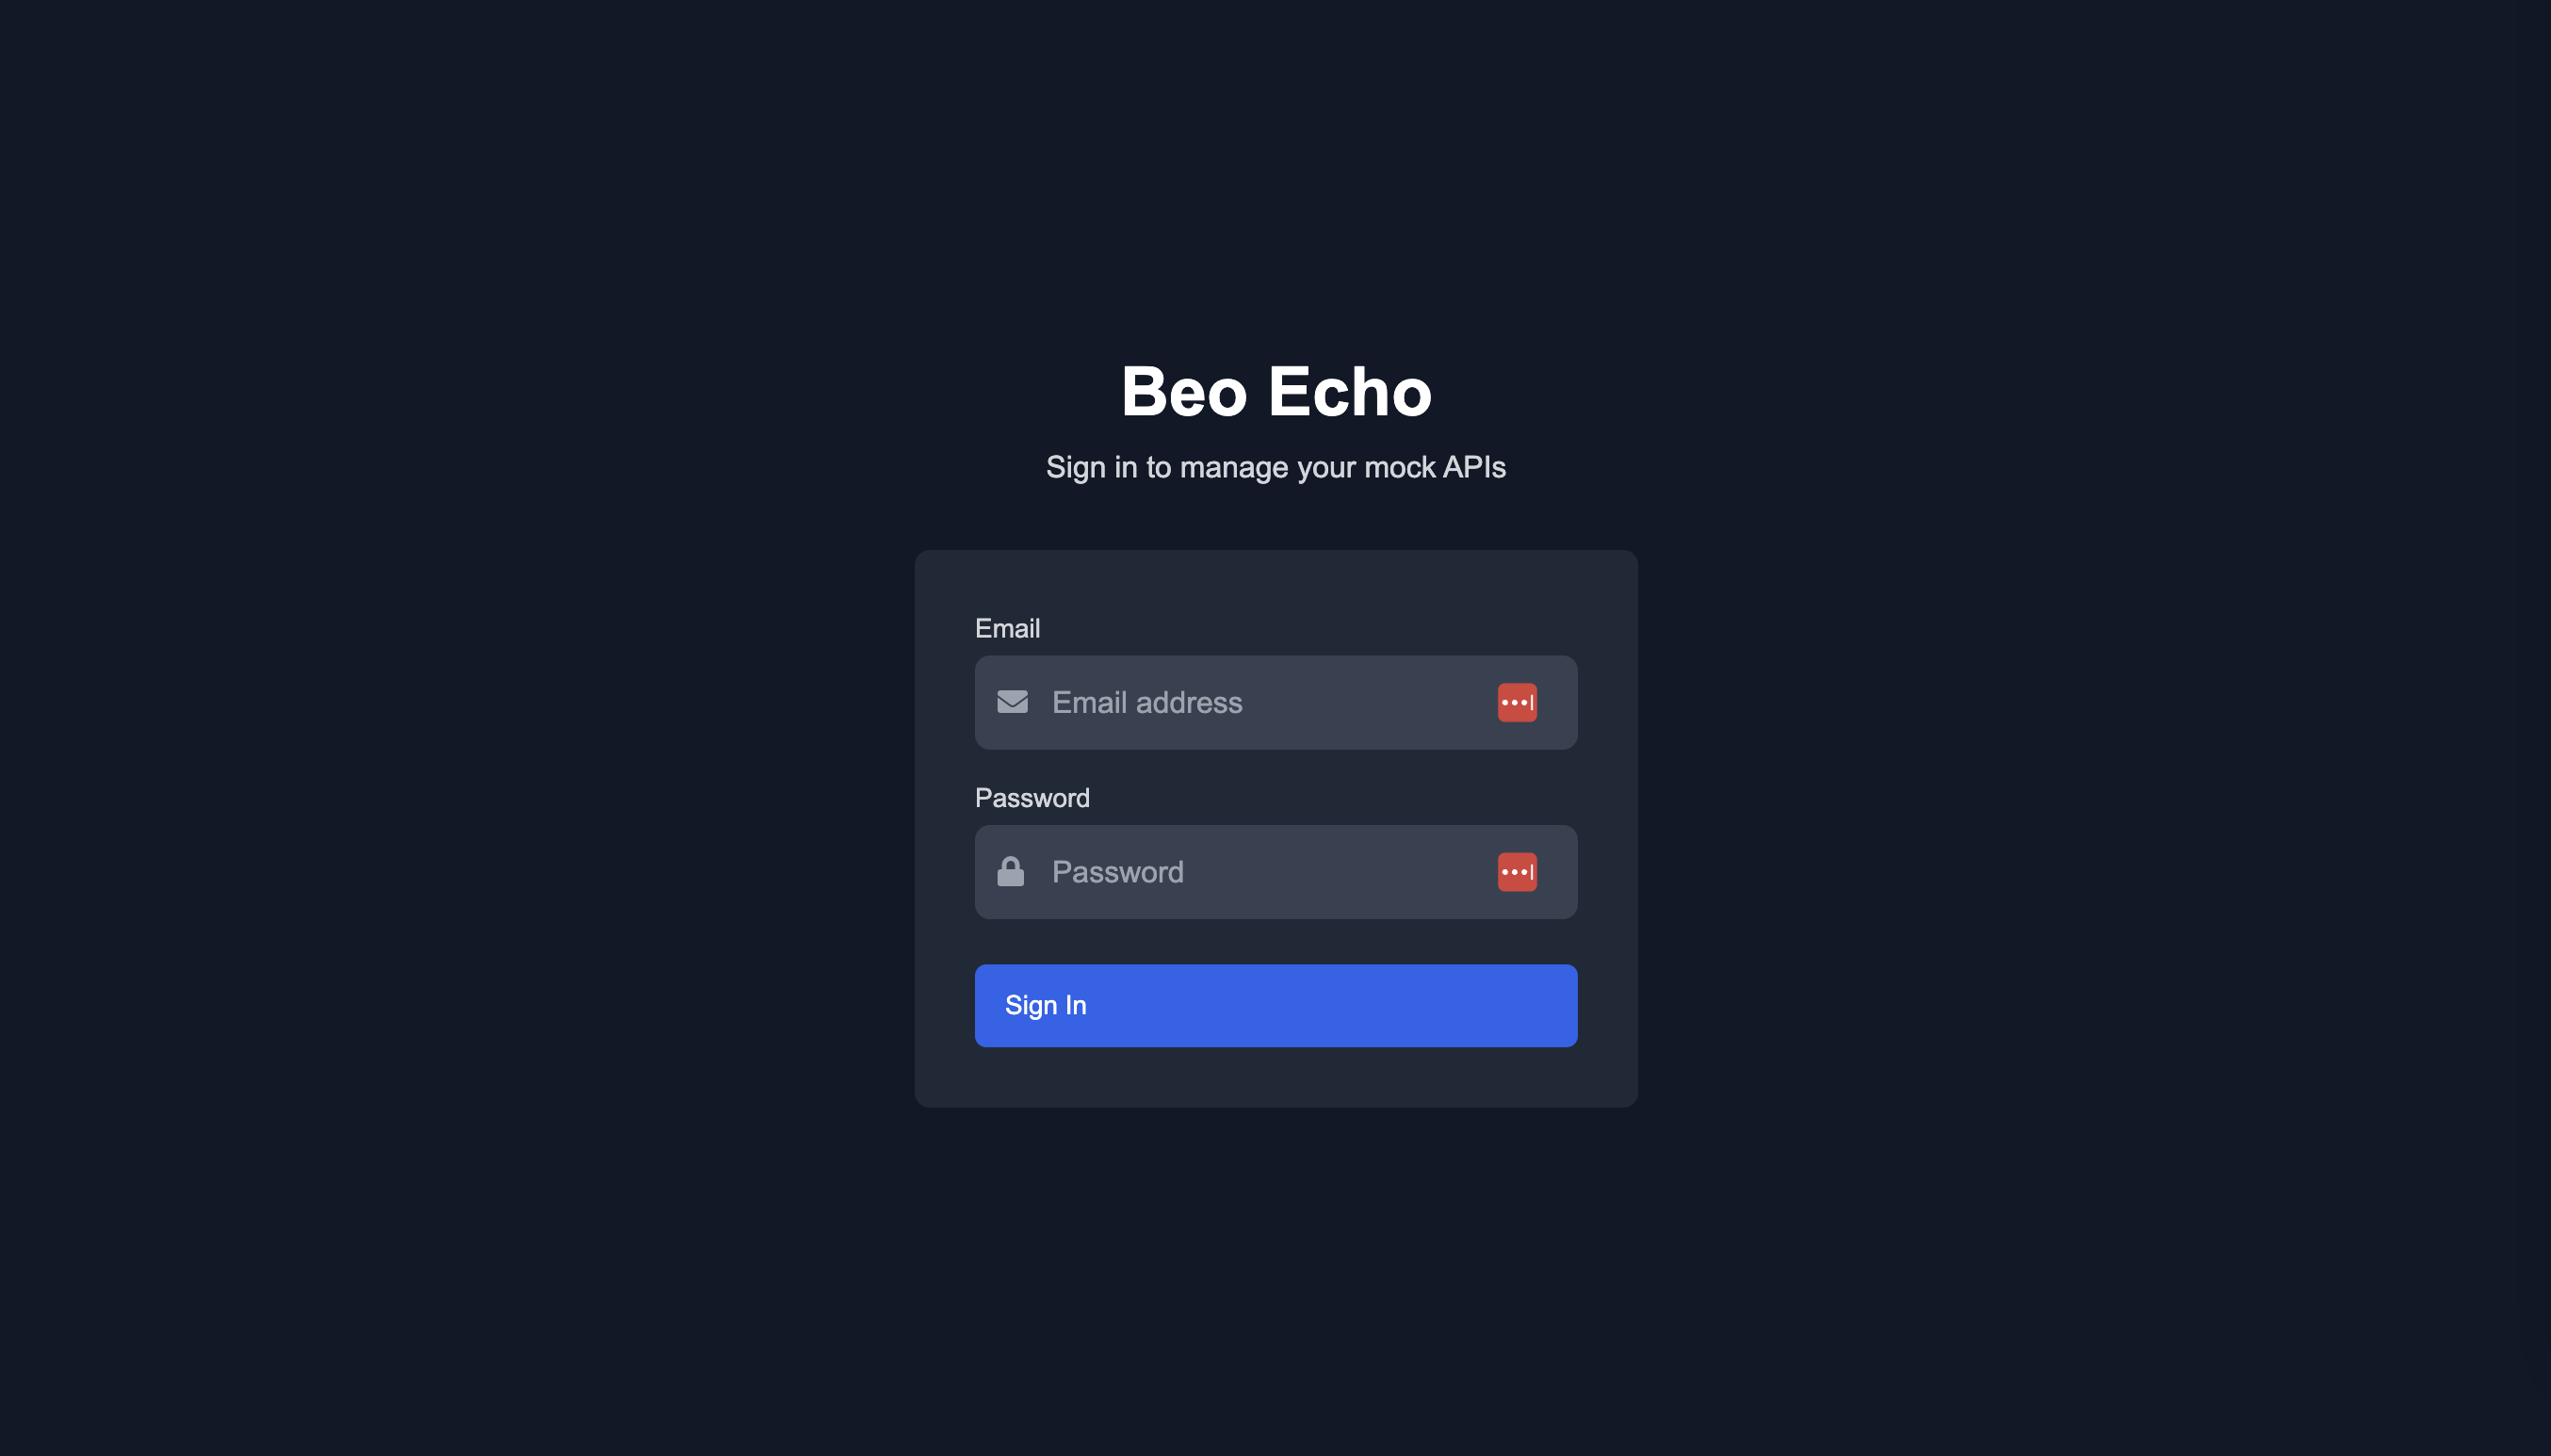 Beo Echo
Sign in to manage your mock APIs
Email
Email address
Password
Password
Sign In